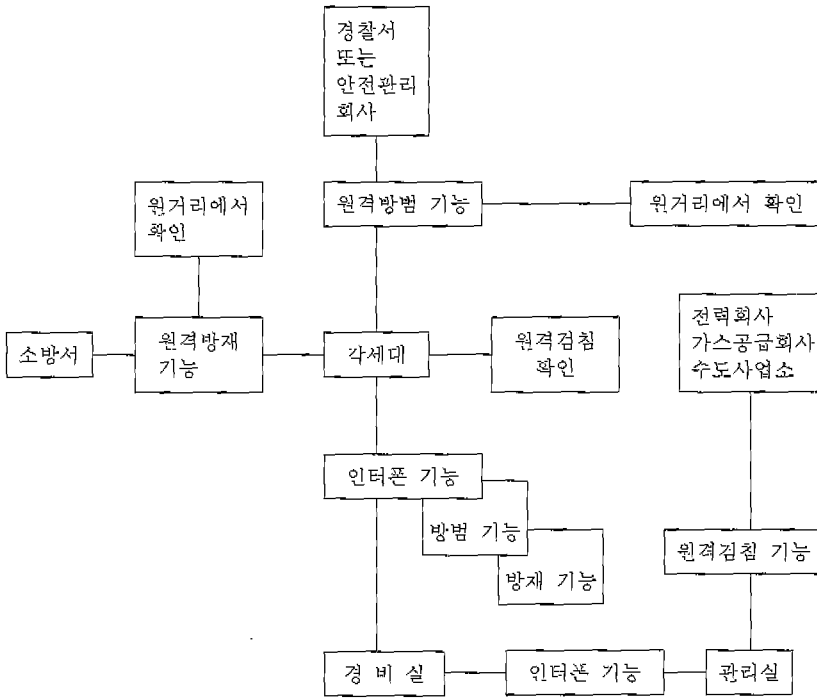 경찰서
또는
안전관리
회사
원거리에서
확인
원격방범 기능
원거리에서 확인
소방서
원격방재
기능
각세대
원격검침
확인
전력회사
가스공급회사
수도사업소
인터폰 기능
방범 기능
방재 기능
원격검침 기능
경 비 실
인터폰 기능
관리실